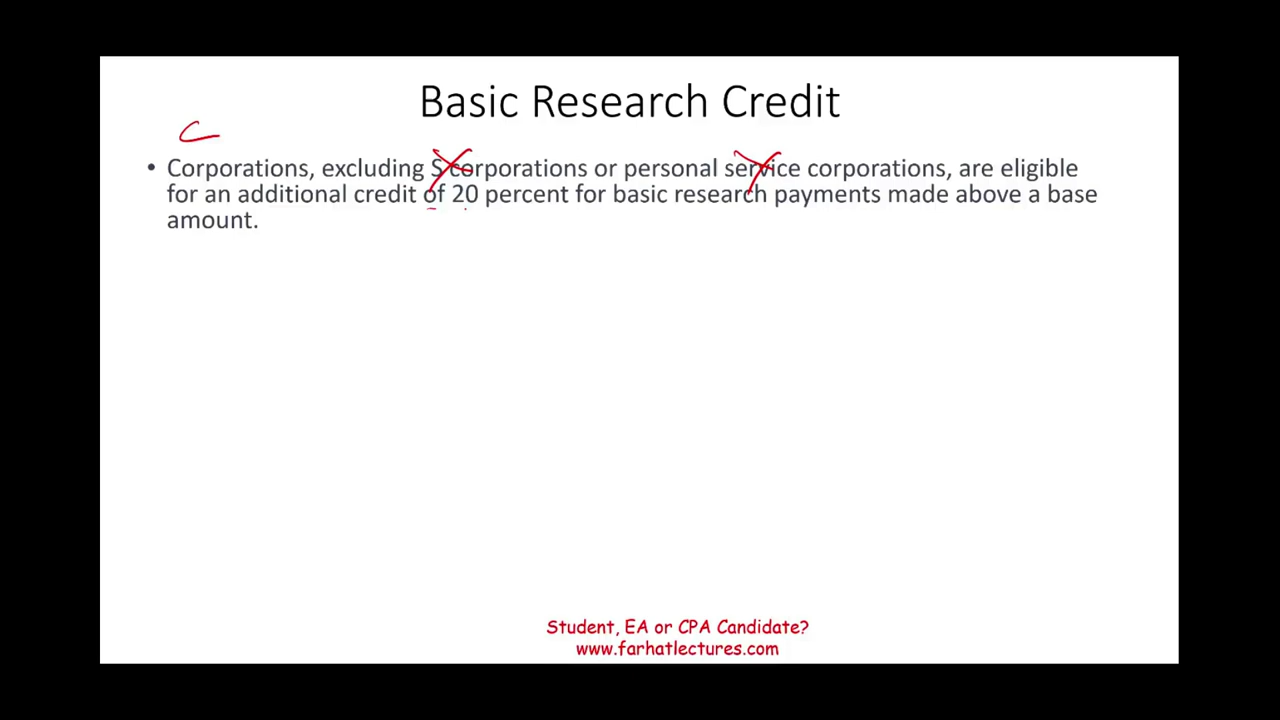 Basic Research Credit
C
• Corporations, excluding S corporations or personal service corporations, are eligible
for an additional credit of 20 percent for basic research payments made above a base
amount.
Student, EA or CPA Candidate?
www.farhatlectures.com